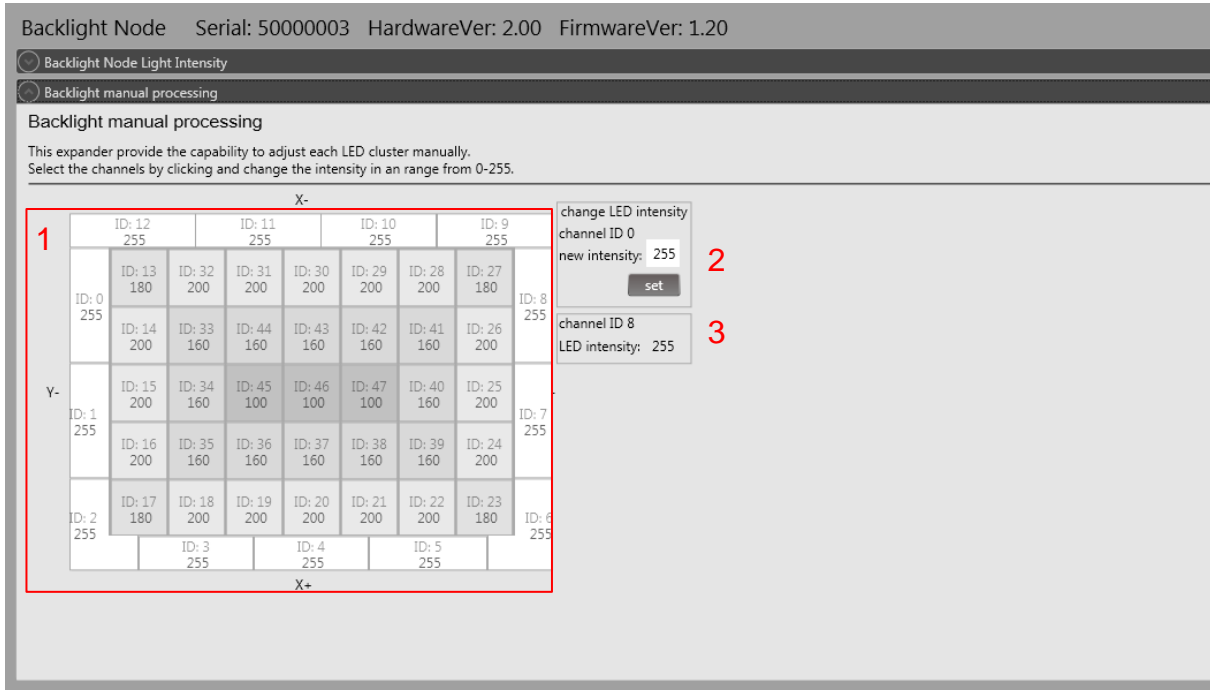 Backlight Node Serial: 50000003 HardwareVer: 2.00 FirmwareVer: 1.20
Backlight Node Light Intensity
Backlight manual processing
Backlight manual processing
This expander provide the capability to adjust each LED cluster manually.
Select the channels by clicking and change the intensity in an range from 0-255.
X-
1
ID: 12 ID: 11 ID: 10 ID: 9
255 255 255 255
ID: 13 ID: 32 ID: 31 ID: 30 ID: 29 ID: 28 ID: 27
180 200 200 200 200 200 180
ID: 0 ID: 8
255 255
ID: 14 ID: 33 ID: 44 ID: 43 ID: 42 ID: 41 ID: 26
200 160 160 160 160 160 200
Y-
ID: 15 ID: 34 ID: 45 ID: 46 ID: 47 ID: 40 ID: 25
200 160 100 100 100 160 200
ID: 1 ID: 7
255 255
ID: 16 ID: 35 ID: 36 ID: 37 ID: 38 ID: 39 ID: 24
200 160 160 160 160 160 200
ID: 17 ID: 18 ID: 19 ID: 20 ID: 21 ID: 22 ID: 23
180 200 200 200 200 200 180
ID: 2 ID: 6
255 255
ID: 3 ID: 4 ID: 5
255 255 255
X+
change LED intensity
channel ID 0
new intensity: 255
set
2
channel ID 8
LED intensity: 255
3